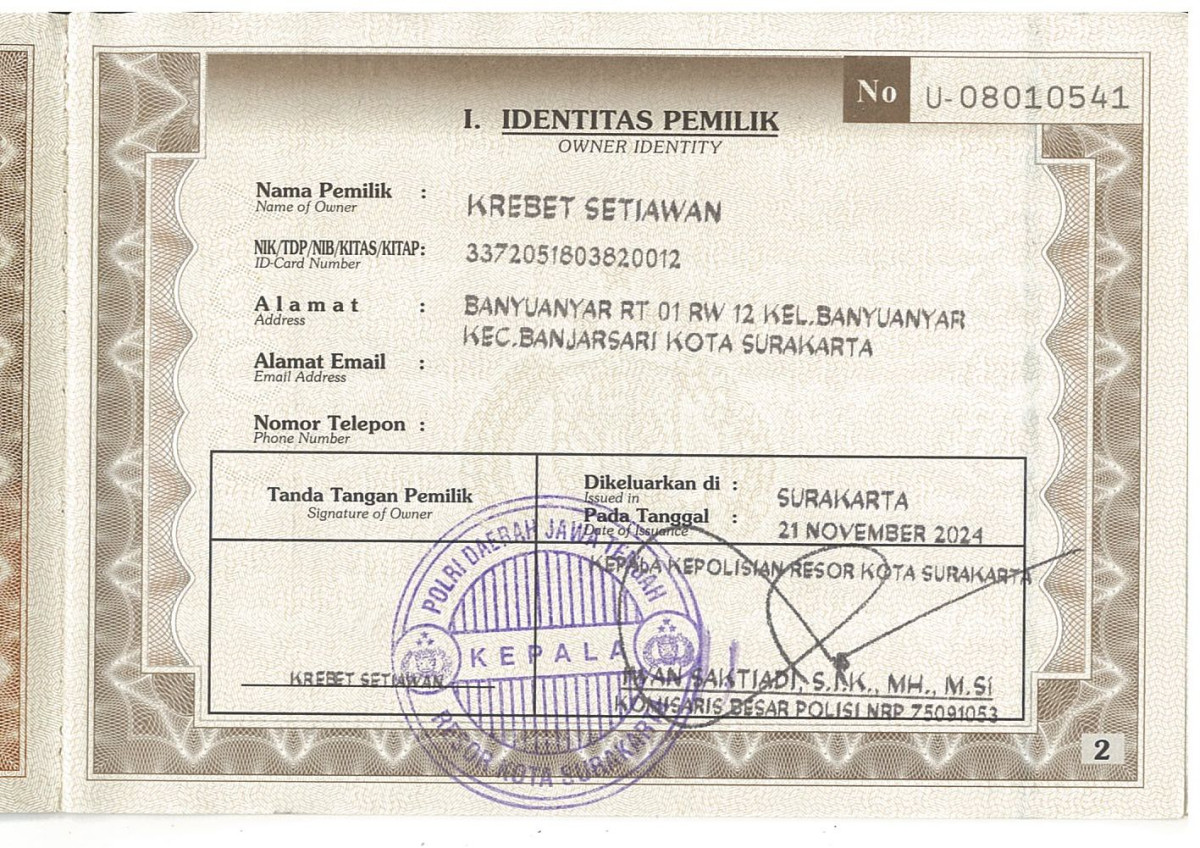 No U-08010541
I. IDENTITAS PEMILIK
OWNER IDENTITY
Nama Pemilik : KREBET SETIAWAN
Name of Owner
NIK/TDP/NIB/KITAS/KITAP: 3372051803820012
ID-Card Number
Alamat : BANYUANYAR RT 01 RW 12 KEL.BANYUANYAR
Address
KEC.BANJARSARI KOTA SURAKARTA
Alamat Email :
Email Address
Nomor Telepon :
Phone Number
Tanda Tangan Pemilik
Signature of Owner
Dikeluarkan di : SURAKARTA
Issued in
Pada Tanggal : 21 NOVEMBER 2024
Date of Issuance
KEPALA KEPOLISIAN RESOR KOTA SURAKARTA
POLRI DAERAH JAWA TENGAH
KEPALA
RESOR KOTA SURAKARTA
KREBET SETIAWAN
IWAN SAKTIADI, S.I.K., MH., M.Si
KOMISARIS BESAR POLISI NRP 75091053
2